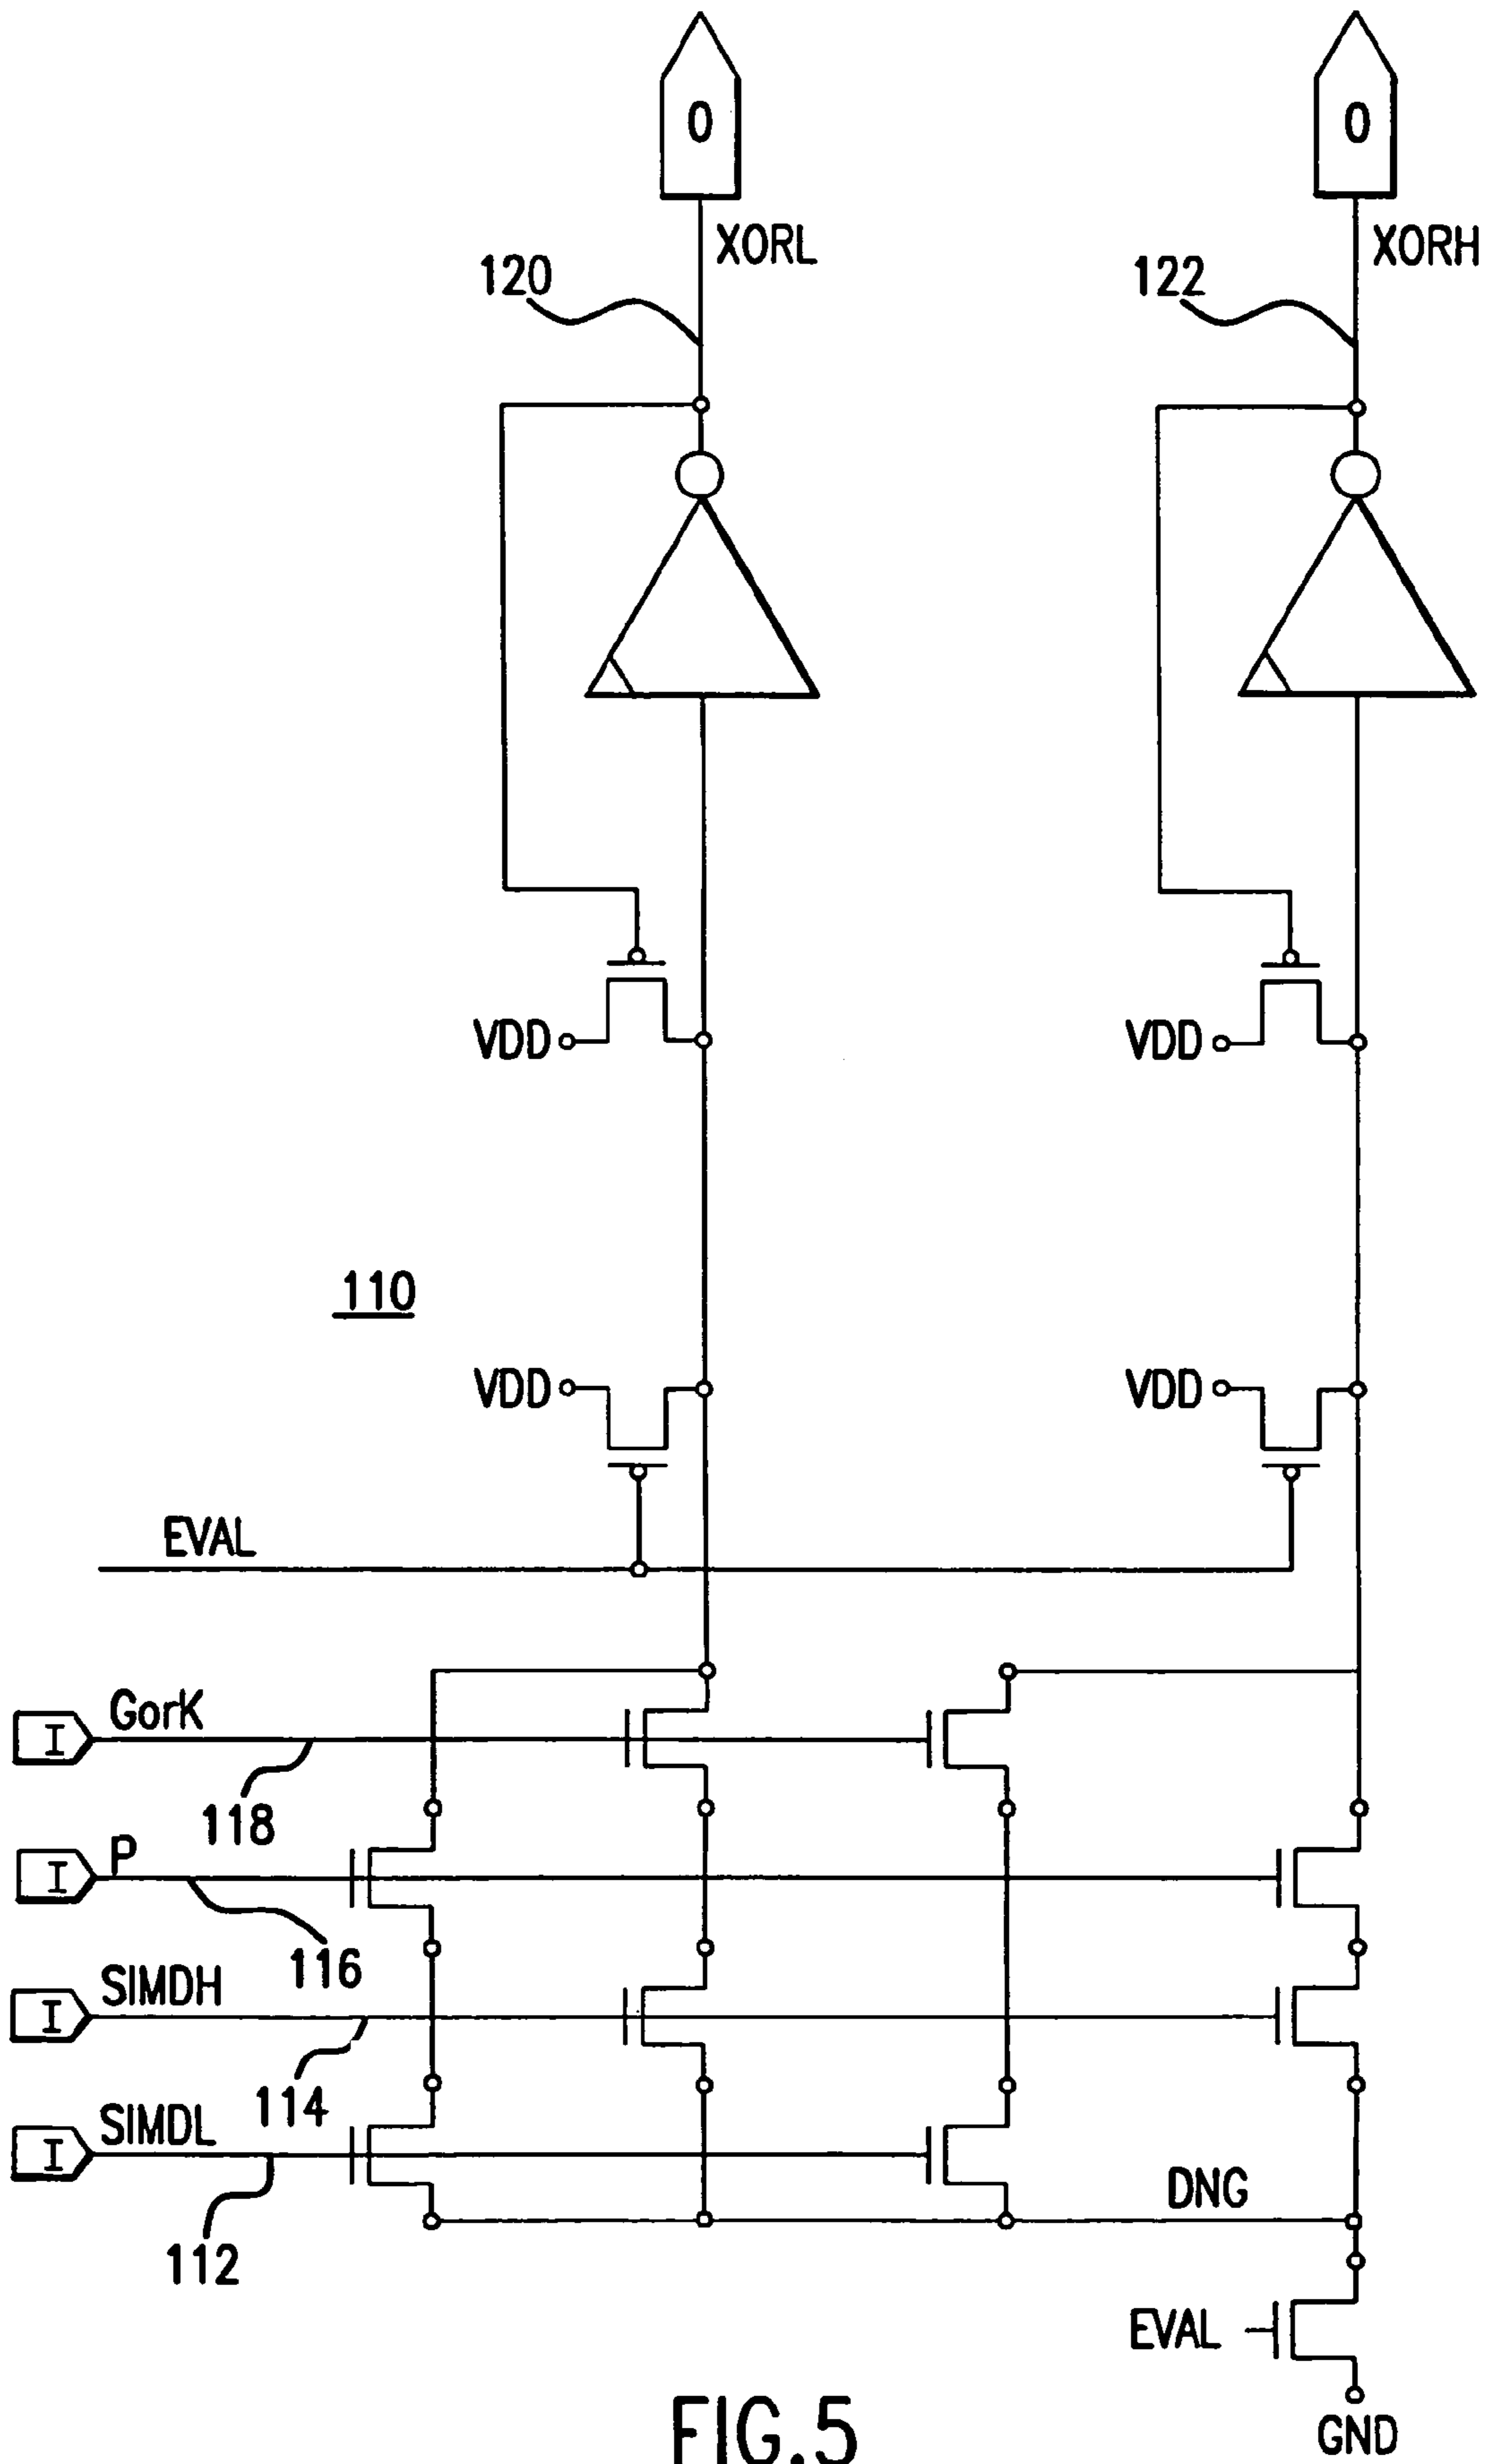 0 0
XORL XORH
120 122
VDD VDD
110
VDD VDD
EVAL
I GorK
118
I P
116
I SIMDH
114
I SIMDL
DNG
112
EVAL
GND
FIG.5